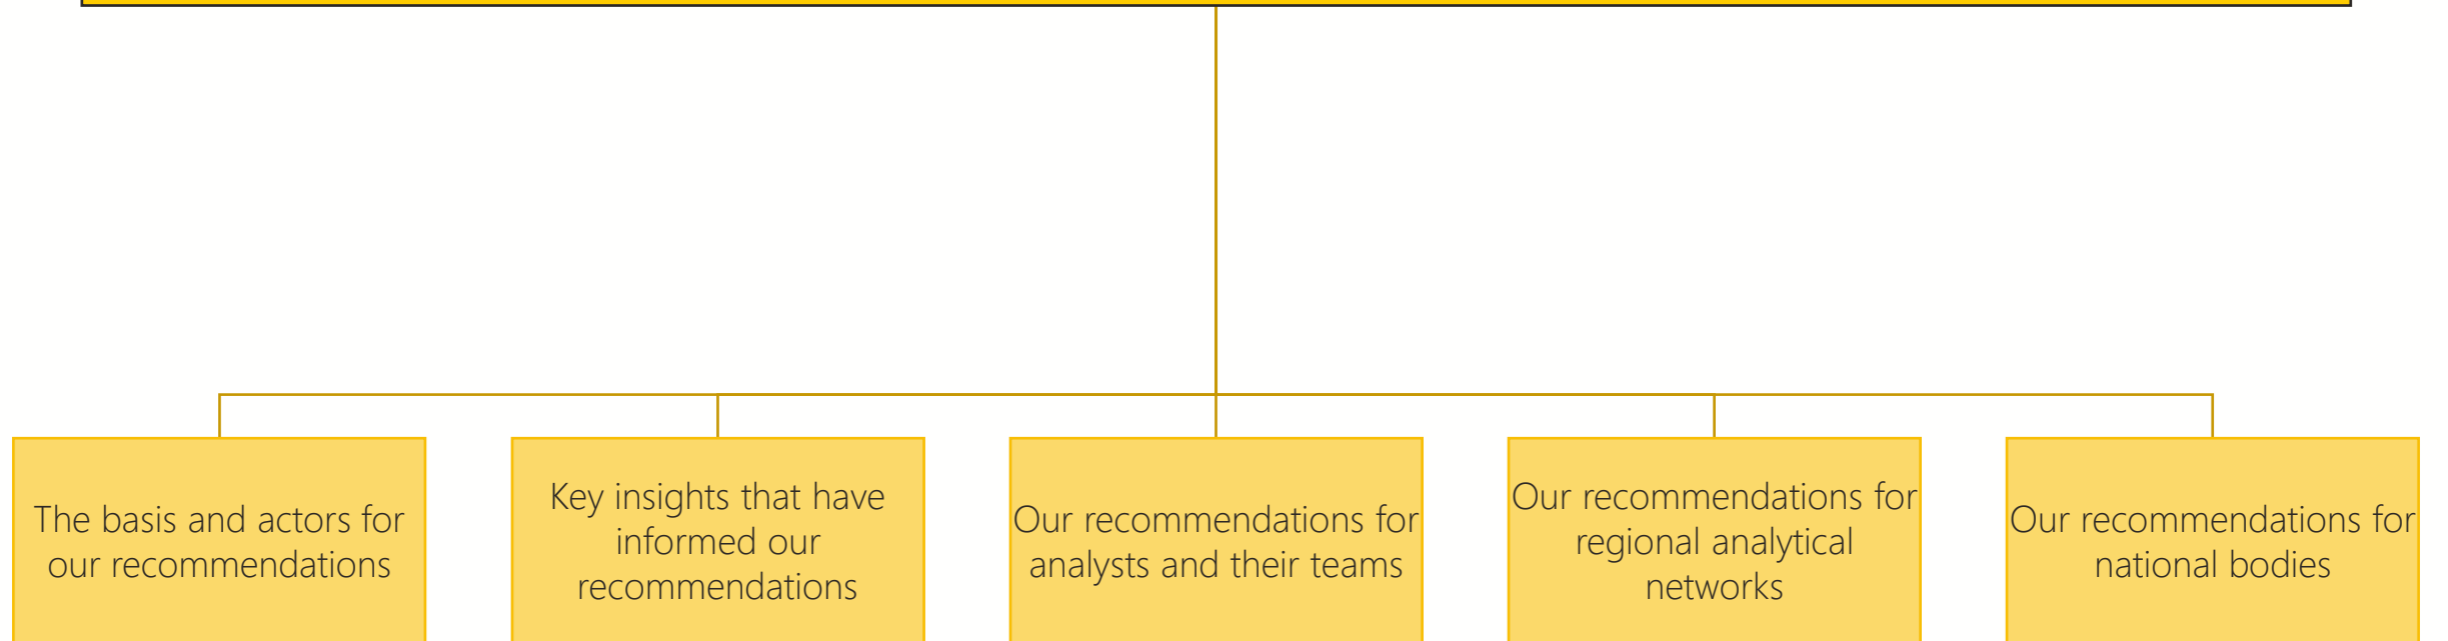 The basis and actors for
our recommendations
Key insights that have
informed our
recommendations
Our recommendations for
analysts and their teams
Our recommendations for
regional analytical
networks
Our recommendations for
national bodies